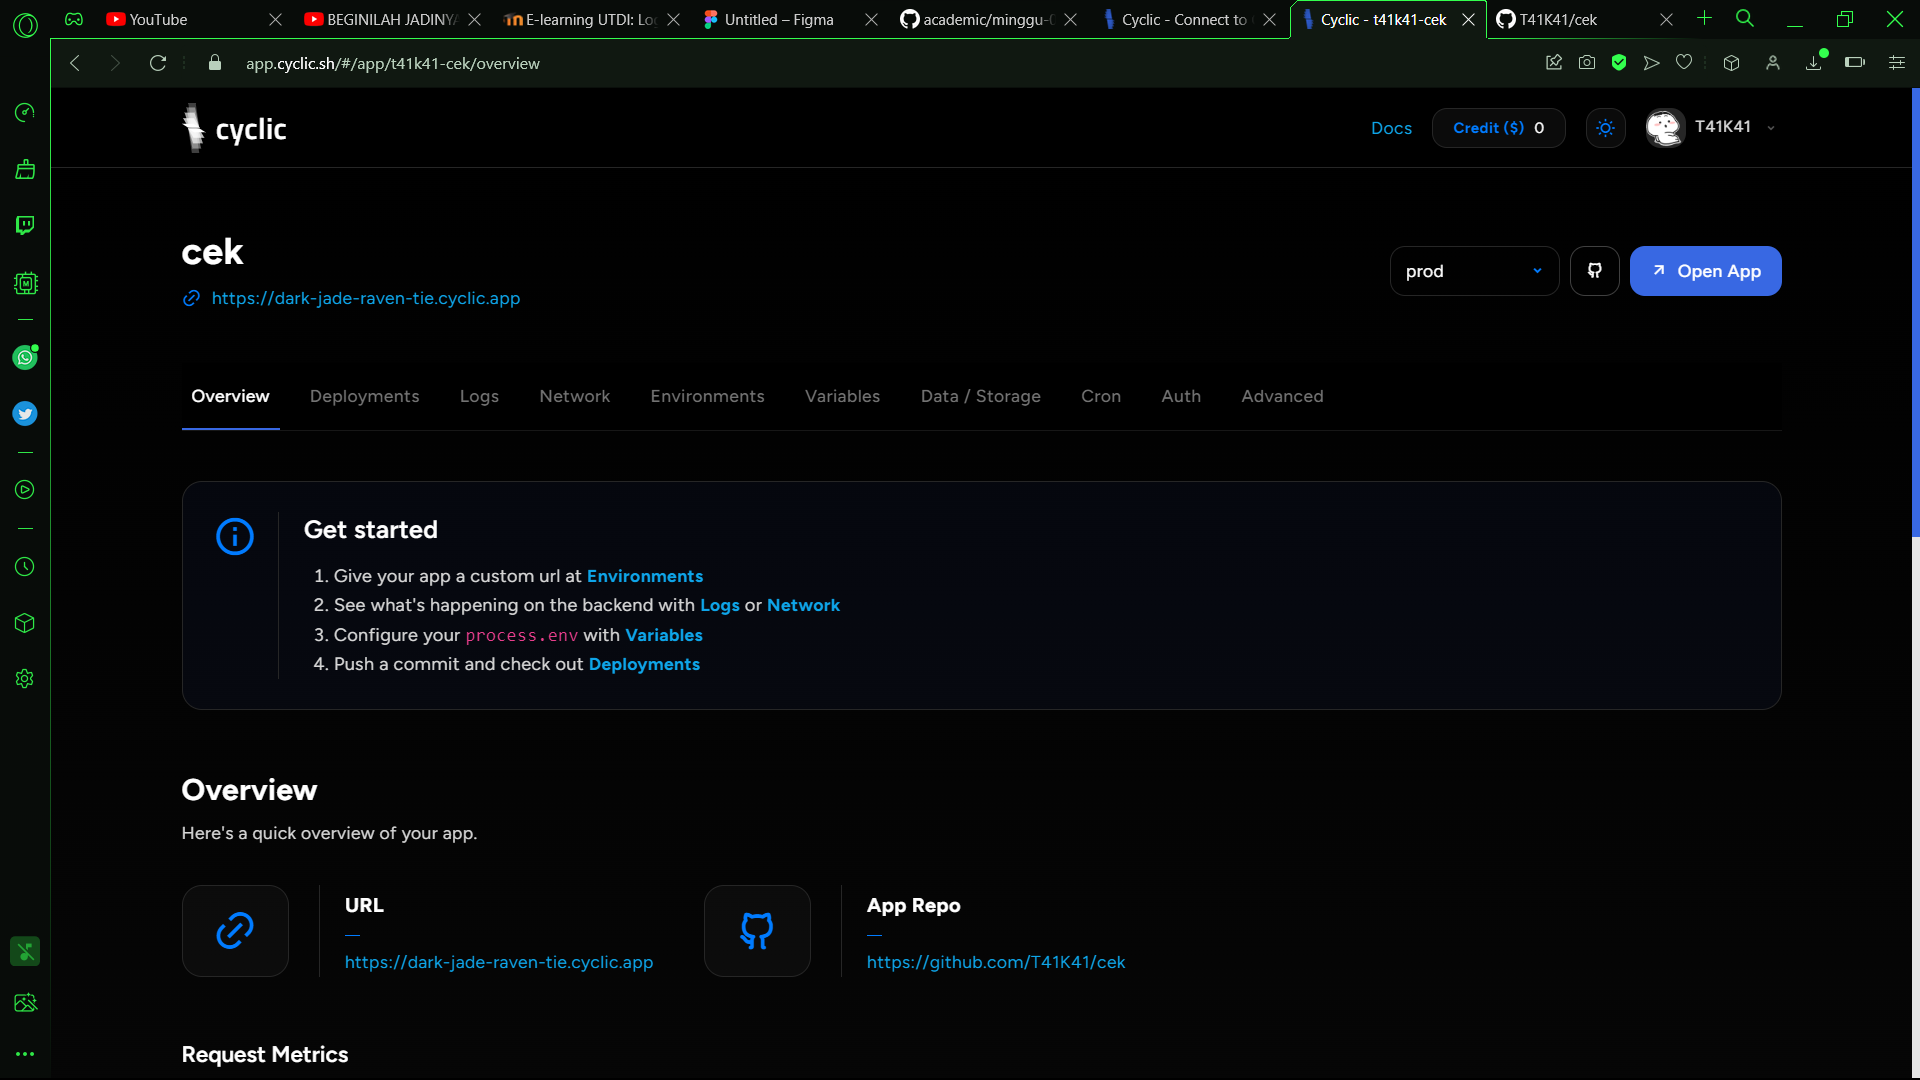 YouTube
BEGINILAH JADINYA
E-learning UTDI: Lo
Untitled – Figma
academic/minggu-0
Cyclic - Connect to
Cyclic - t41k41-cek
T41K41/cek
app.cyclic.sh/#/app/t41k41-cek/overview
cyclic
Docs
Credit ($) 0
T41K41
cek
https://dark-jade-raven-tie.cyclic.app
prod
Open App
Overview Deployments Logs Network Environments Variables Data / Storage Cron Auth Advanced
Get started
1. Give your app a custom url at Environments
2. See what's happening on the backend with Logs or Network
3. Configure your process.env with Variables
4. Push a commit and check out Deployments
Overview
Here's a quick overview of your app.
URL
https://dark-jade-raven-tie.cyclic.app
App Repo
https://github.com/T41K41/cek
Request Metrics